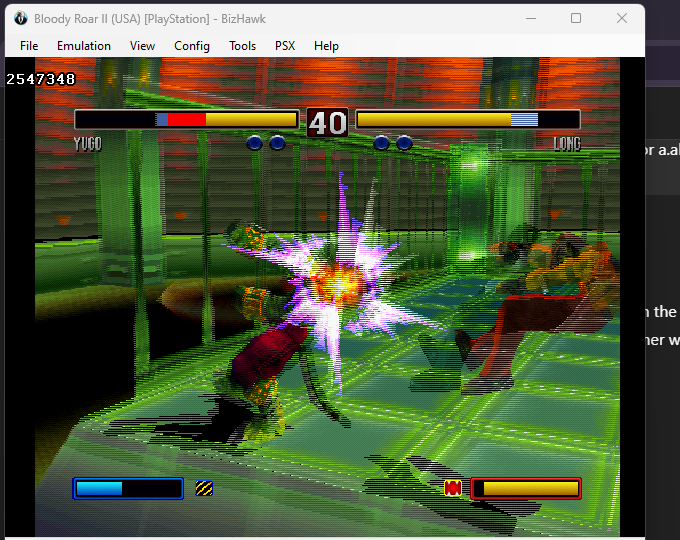 Bloody Roar II (USA) [PlayStation] - BizHawk
File Emulation View Config Tools PSX Help
2547348
40
YUGO LONG
or a.al
n the
her w